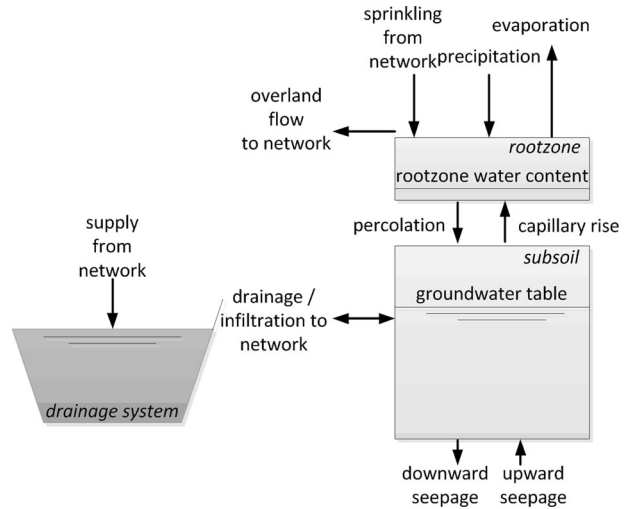 sprinkling
from
network
precipitation
evaporation
overland
flow
to network
rootzone
rootzone water content
percolation
capillary rise
supply
from
network
subsoil
groundwater table
drainage /
infiltration to
network
drainage system
downward
seepage
upward
seepage